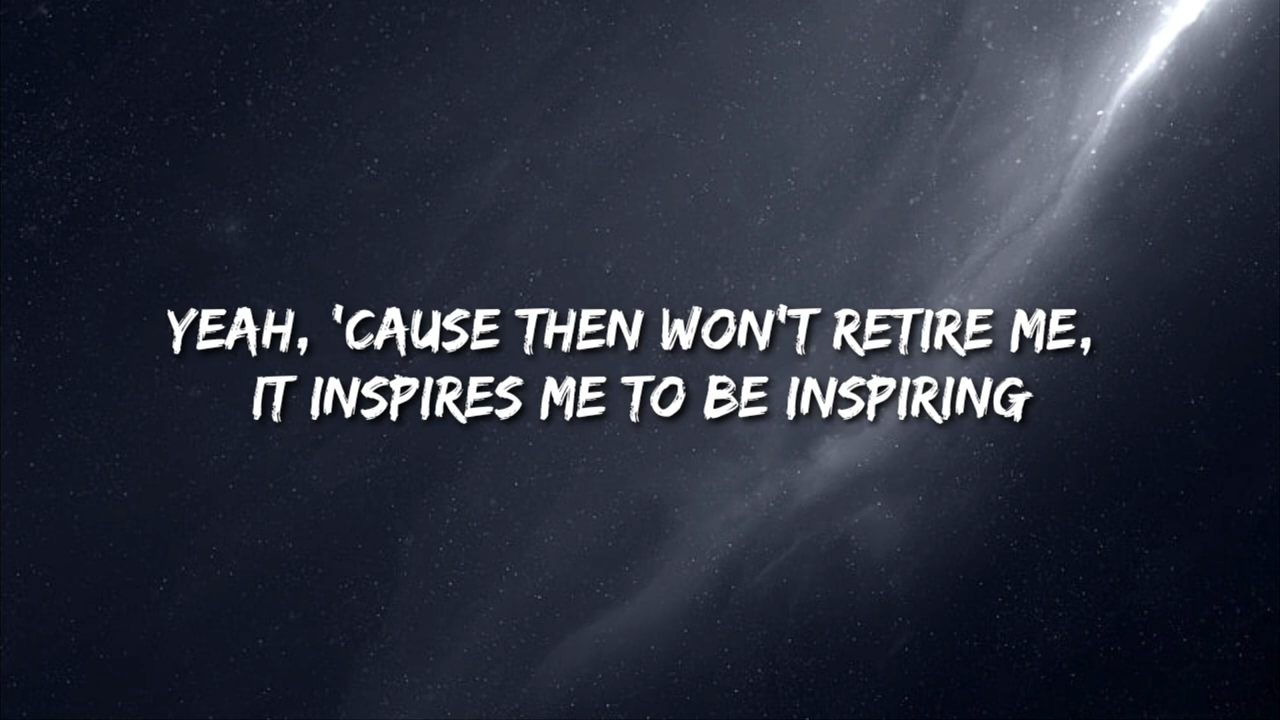 YEAH, 'CAUSE THEN WON'T RETIRE ME,
IT INSPIRES ME TO BE INSPIRING